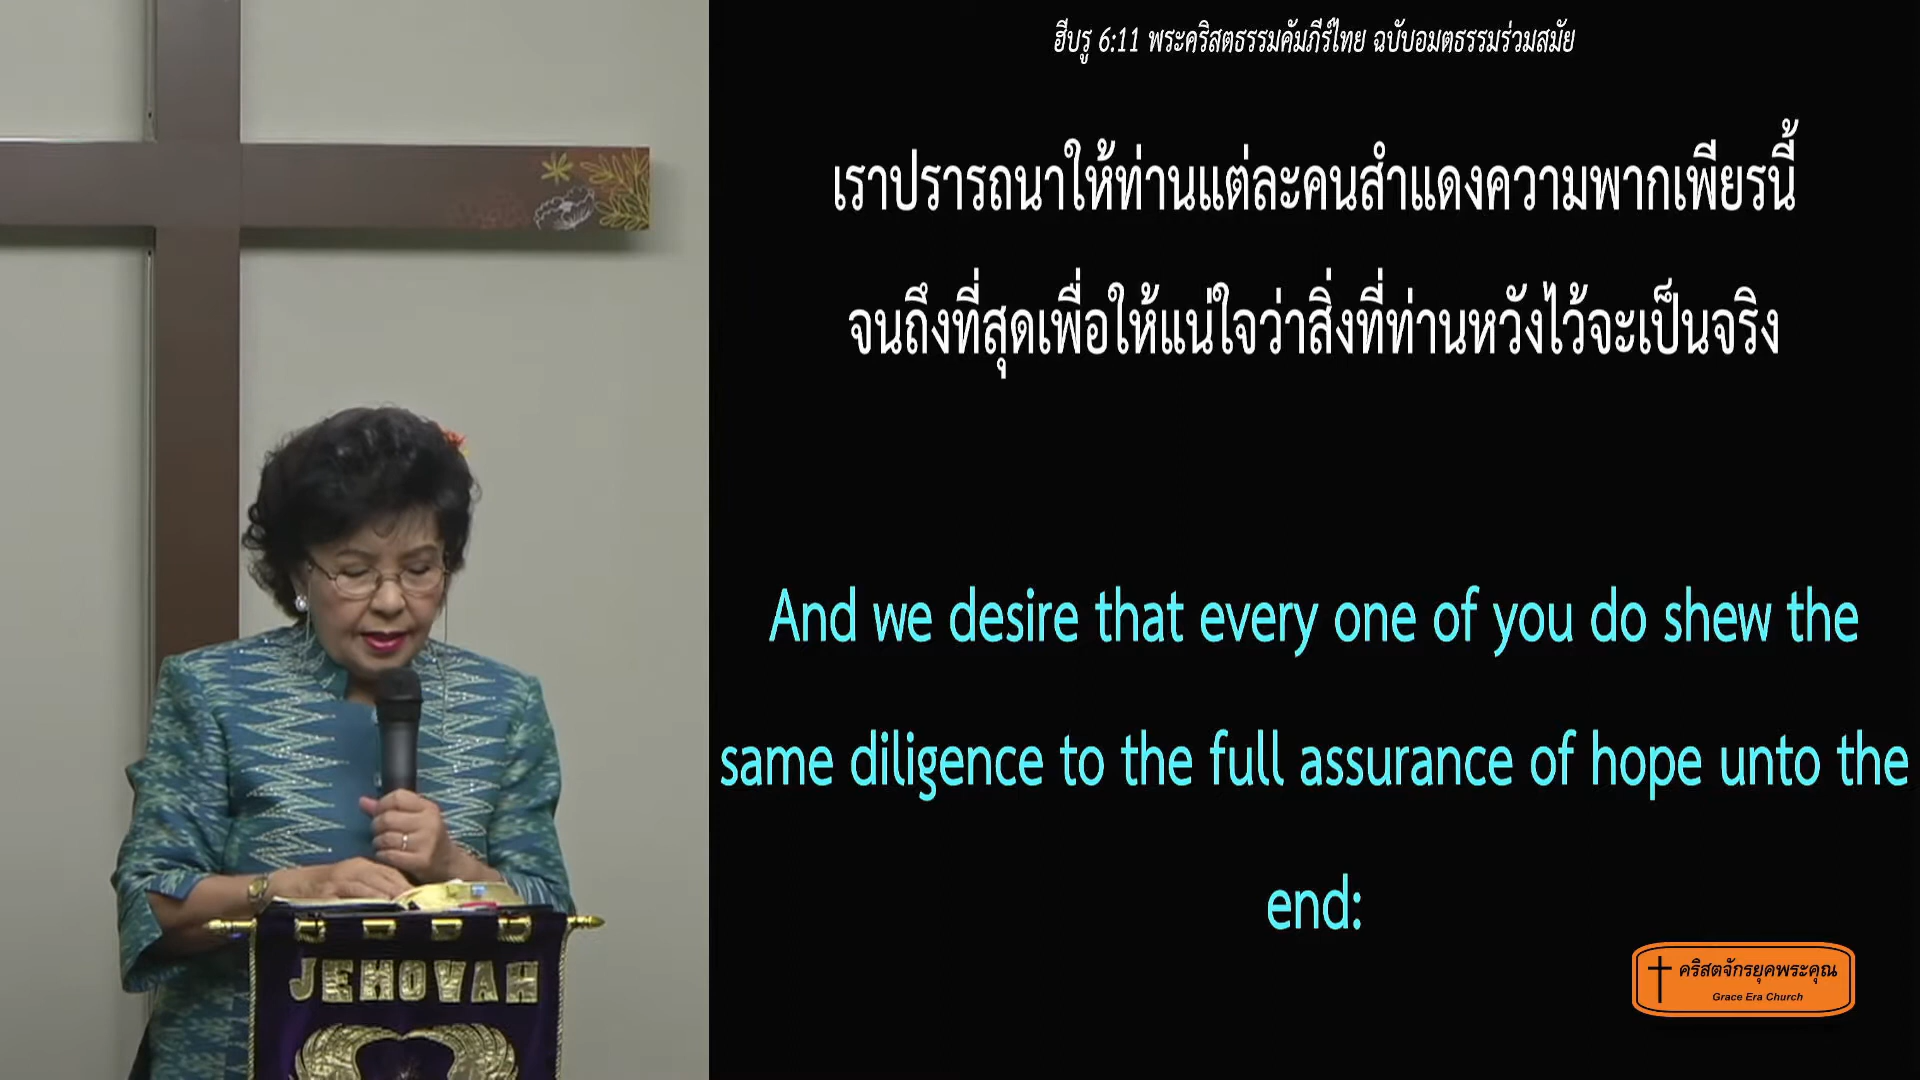 ฮีบรู 6:11 พระคริสตธรรมคัมภีร์ไทย ฉบับอมตธรรมร่วมสมัย
เราปรารถนาให้ท่านแต่ละคนสำแดงความพากเพียรนี้
จนถึงที่สุดเพื่อให้แน่ใจว่าสิ่งที่ท่านหวังไว้จะเป็นจริง
And we desire that every one of you do shew the
same diligence to the full assurance of hope unto the
end:
คริสตจักรยุคพระคุณ
Grace Era Church
JEHOVAH